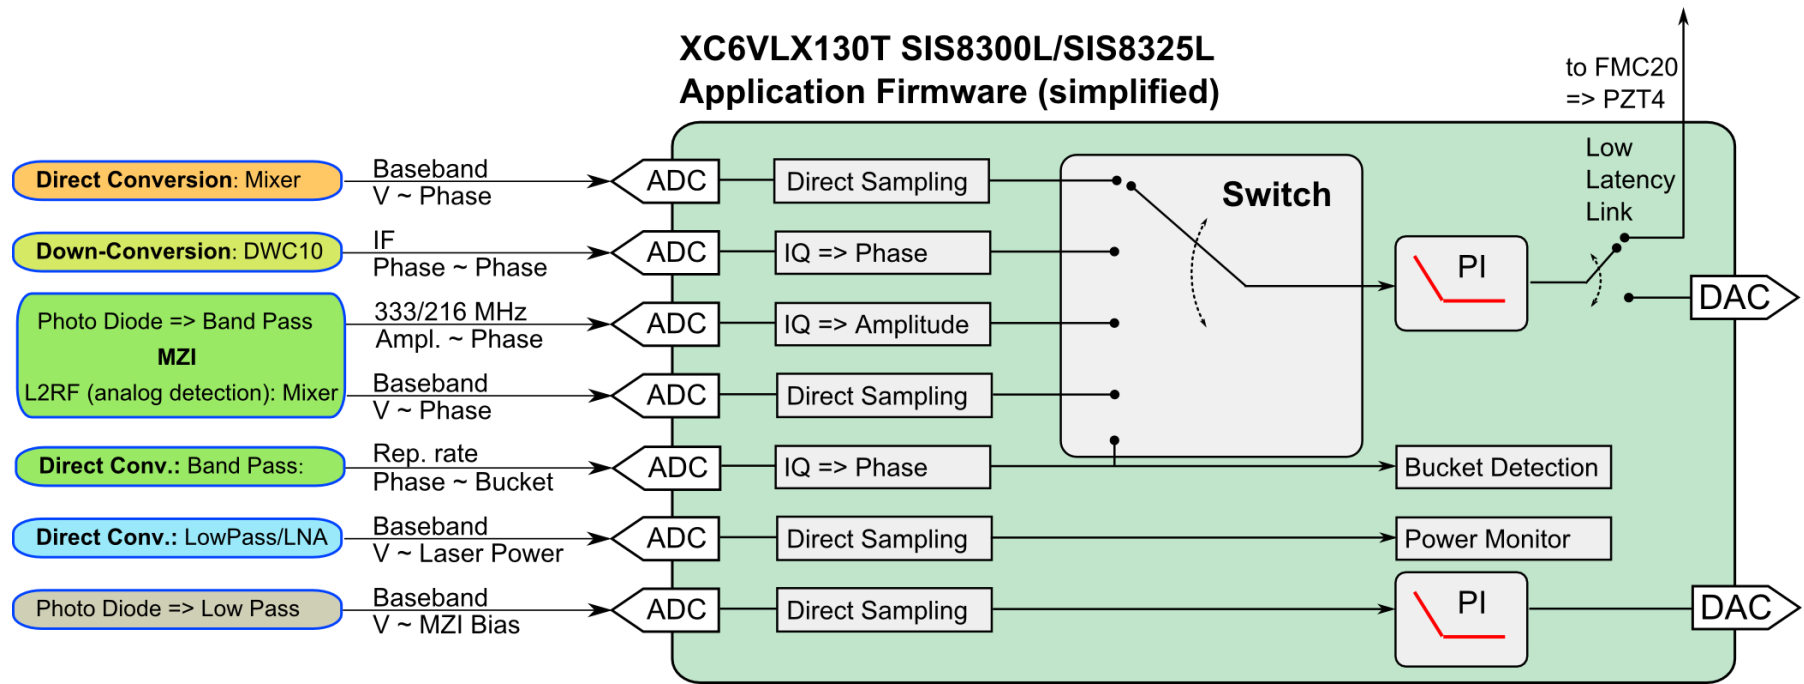 XC6VLX130T SIS8300L/SIS8325L
Application Firmware (simplified)
to FMC20
=> PZT4
Low
Latency
Link
Direct Conversion: Mixer
Baseband
V ~ Phase
ADC
Direct Sampling
Switch
Down-Conversion: DWC10
IF
Phase ~ Phase
ADC
IQ => Phase
PI
DAC
Photo Diode => Band Pass
MZI
L2RF (analog detection): Mixer
333/216 MHz
Ampl. ~ Phase
ADC
IQ => Amplitude
Baseband
V ~ Phase
ADC
Direct Sampling
Direct Conv.: Band Pass:
Rep. rate
Phase ~ Bucket
ADC
IQ => Phase
Bucket Detection
Direct Conv.: LowPass/LNA
Baseband
V ~ Laser Power
ADC
Direct Sampling
Power Monitor
Photo Diode => Low Pass
Baseband
V ~ MZI Bias
ADC
Direct Sampling
PI
DAC